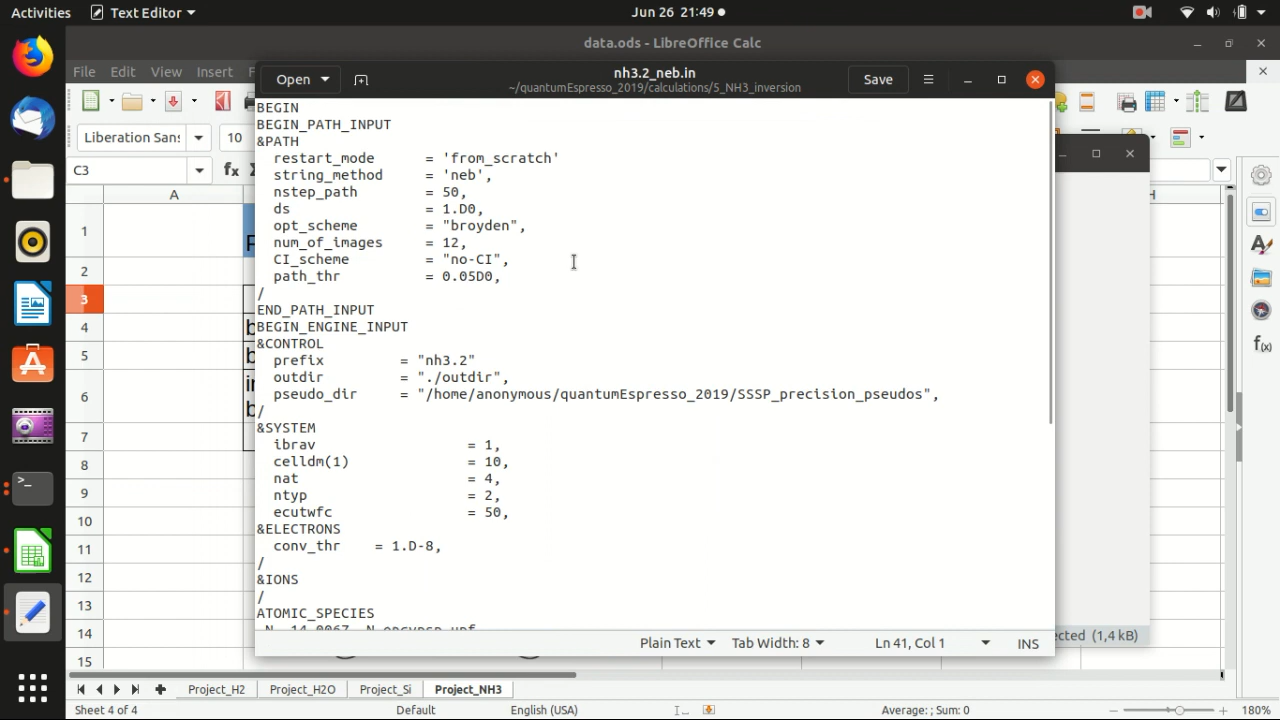 Activities Text Editor Jun 26 21:49
data.ods - LibreOffice Calc
File Edit View Insert
Open nh3.2_neb.in Save
~/quantumEspresso_2019/calculations/5_NH3_inversion
Liberation Sans 10
C3 fx
A H
1
2
3
4
5
6
7
8
9
10
11
12
13
14
15
BEGIN
BEGIN_PATH_INPUT
&PATH
restart_mode = 'from_scratch'
string_method = 'neb',
nstep_path = 50,
ds = 1.D0,
opt_scheme = "broyden",
num_of_images = 12,
CI_scheme = "no-CI",
path_thr = 0.05D0,
/
END_PATH_INPUT
BEGIN_ENGINE_INPUT
&CONTROL
prefix = "nh3.2"
outdir = "./outdir",
pseudo_dir = "/home/anonymous/quantumEspresso_2019/SSSP_precision_pseudos",
/
&SYSTEM
ibrav = 1,
celldm(1) = 10,
nat = 4,
ntyp = 2,
ecutwfc = 50,
&ELECTRONS
conv_thr = 1.D-8,
/
&IONS
/
ATOMIC_SPECIES
Plain Text Tab Width: 8 Ln 41, Col 1 INS
ected (1,4 kB)
Project_H2 Project_H2O Project_Si Project_NH3
Sheet 4 of 4 Default English (USA) Average: ; Sum: 0 180%